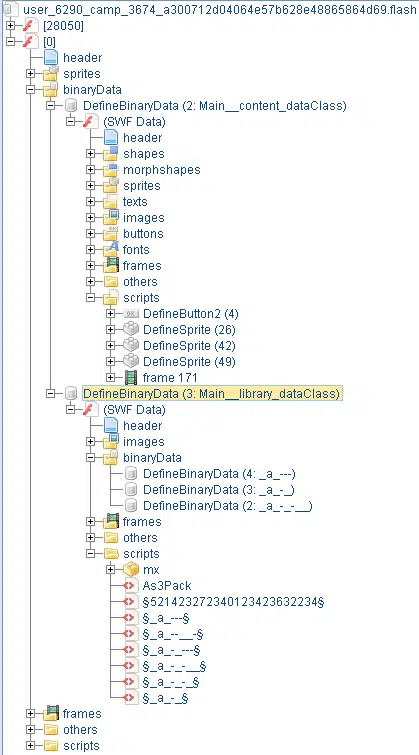 user_6290_camp_3674_a300712d04064e57b628e48865864d69.flash
[28050]
[0]
header
sprites
binaryData
DefineBinaryData (2: Main__content_dataClass)
(SWF Data)
header
shapes
morphshapes
sprites
texts
images
buttons
fonts
frames
others
scripts
DefineButton2 (4)
DefineSprite (26)
DefineSprite (42)
DefineSprite (49)
frame 171
DefineBinaryData (3: Main__library_dataClass)
(SWF Data)
header
images
binaryData
DefineBinaryData (4: _a_---)
DefineBinaryData (3: _a_-_)
DefineBinaryData (2: _a_-_-__)
frames
others
scripts
mx
As3Pack
§521423272340123423632234§
§_a_---§
§_a_--__-§
§_a_-_---§
§_a_-_-__§
§_a_-_-_§
§_a_-_§
frames
others
scripts